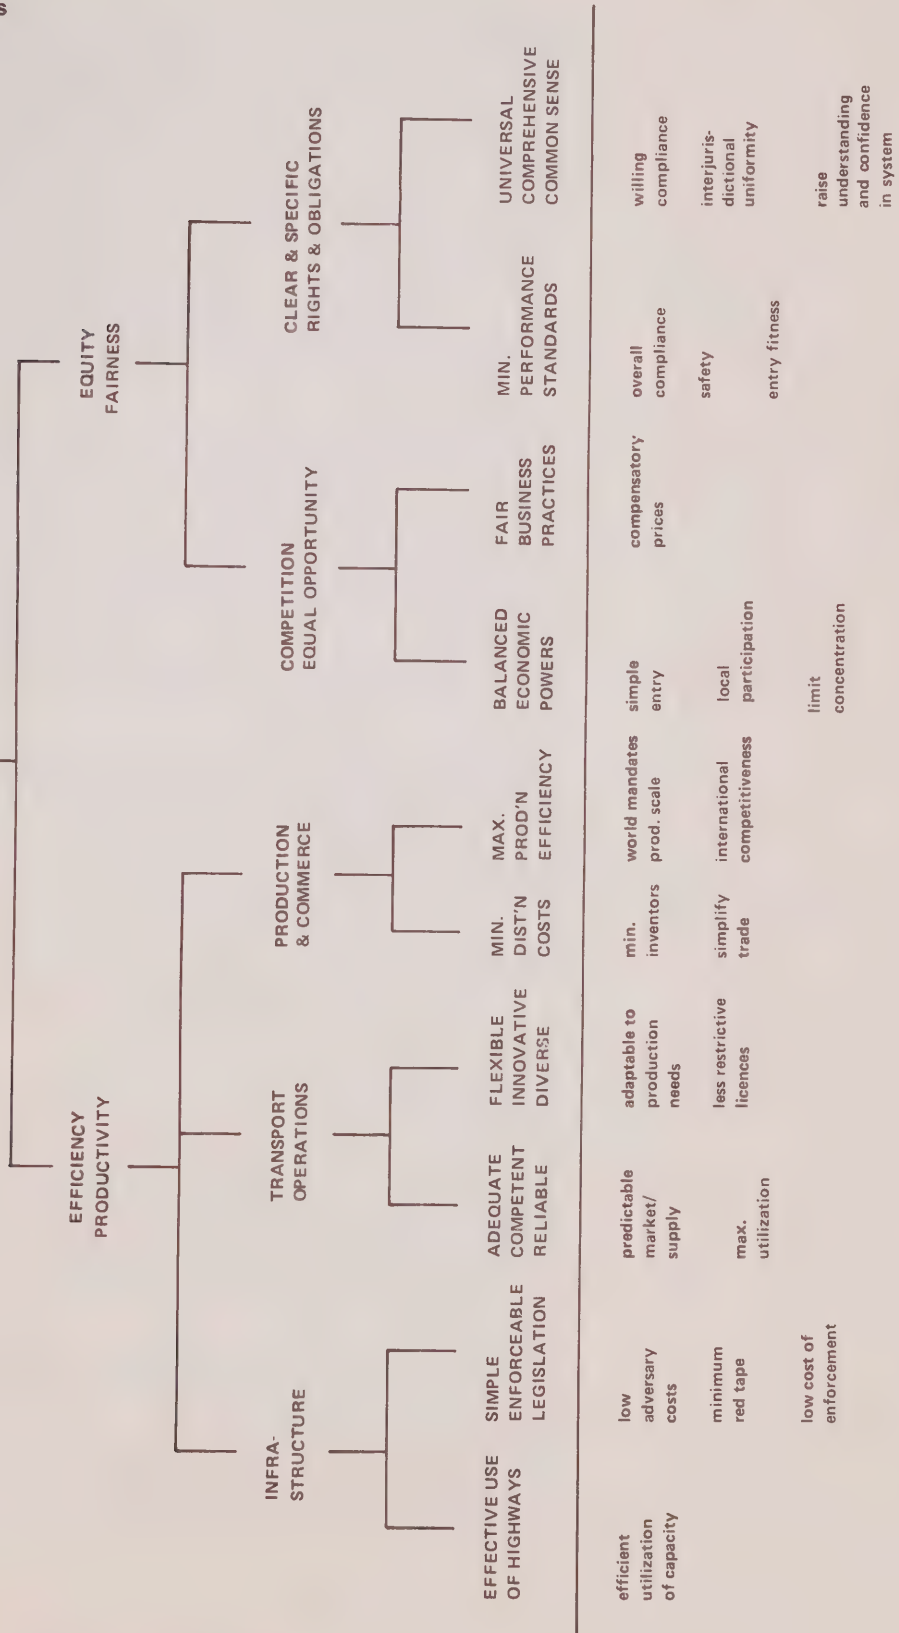 s
EFFICIENCY
PRODUCTIVITY
EQUITY
FAIRNESS
INFRA-
STRUCTURE
TRANSPORT
OPERATIONS
PRODUCTION
& COMMERCE
COMPETITION
EQUAL OPPORTUNITY
CLEAR & SPECIFIC
RIGHTS & OBLIGATIONS
EFFECTIVE USE
OF HIGHWAYS
SIMPLE
ENFORCEABLE
LEGISLATION
ADEQUATE
COMPETENT
RELIABLE
FLEXIBLE
INNOVATIVE
DIVERSE
MIN.
DIST'N
COSTS
MAX.
PROD'N
EFFICIENCY
BALANCED
ECONOMIC
POWERS
FAIR
BUSINESS
PRACTICES
MIN.
PERFORMANCE
STANDARDS
UNIVERSAL
COMPREHENSIVE
COMMON SENSE
efficient
utilization
of capacity
low
adversary
costs
minimum
red tape
low cost of
enforcement
predictable
market/
supply
max.
utilization
adaptable to
production
needs
less restrictive
licences
min.
inventors
simplify
trade
world mandates
prod. scale
international
competitiveness
simple
entry
local
participation
limit
concentration
compensatory
prices
overall
compliance
safety
entry fitness
willing
compliance
interjuris-
dictional
uniformity
raise
understanding
and confidence
in system